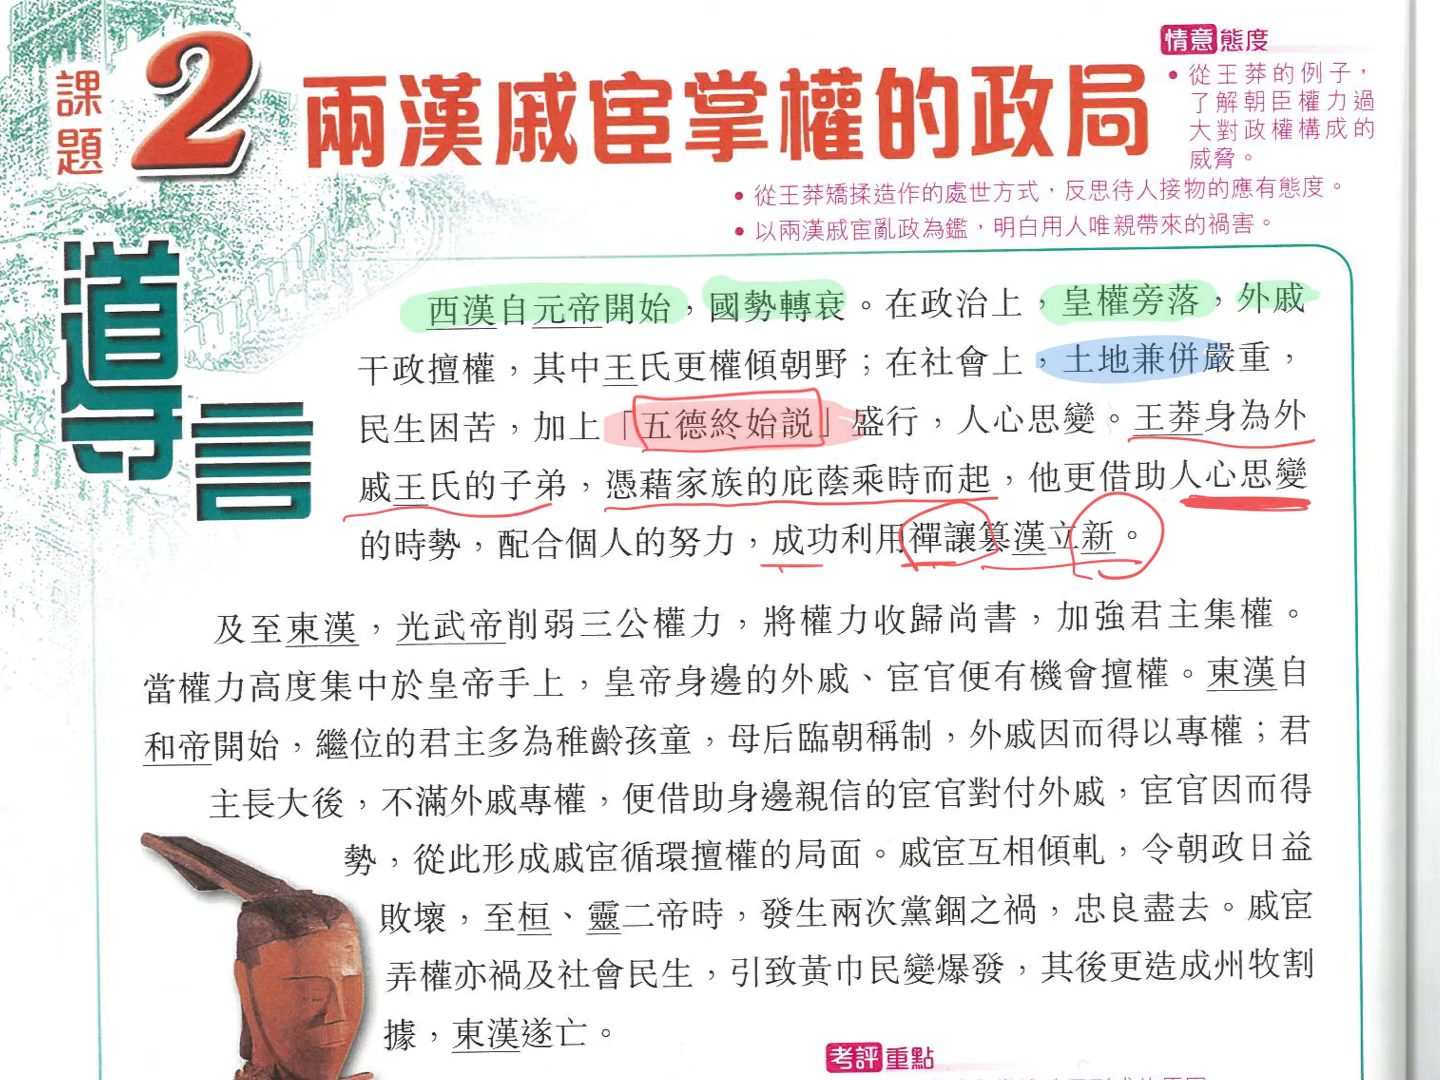 課題
2
兩漢戚宦掌權的政局
情意態度
• 從王莽的例子，
了解朝臣權力過
大對政權構成的
威脅。
• 從王莽矯揉造作的處世方式，反思待人接物的應有態度。
• 以兩漢戚宦亂政為鑑，明白用人唯親帶來的禍害。
導言
西漢自元帝開始，國勢轉衰。在政治上，皇權旁落，外戚
干政擅權，其中王氏更權傾朝野；在社會上，土地兼併嚴重，
民生困苦，加上「五德終始説」盛行，人心思變。王莽身為外
戚王氏的子弟，憑藉家族的庇蔭乘時而起，他更借助人心思變
的時勢，配合個人的努力，成功利用禪讓篡漢立新。
及至東漢，光武帝削弱三公權力，將權力收歸尚書，加強君主集權。
當權力高度集中於皇帝手上，皇帝身邊的外戚、宦官便有機會擅權。東漢自
和帝開始，繼位的君主多為稚齡孩童，母后臨朝稱制，外戚因而得以專權；君
主長大後，不滿外戚專權，便借助身邊親信的宦官對付外戚，宦官因而得
勢，從此形成戚宦循環擅權的局面。戚宦互相傾軋，令朝政日益
敗壞，至桓、靈二帝時，發生兩次黨錮之禍，忠良盡去。戚宦
弄權亦禍及社會民生，引致黃巾民變爆發，其後更造成州牧割
據，東漢遂亡。
考評重點